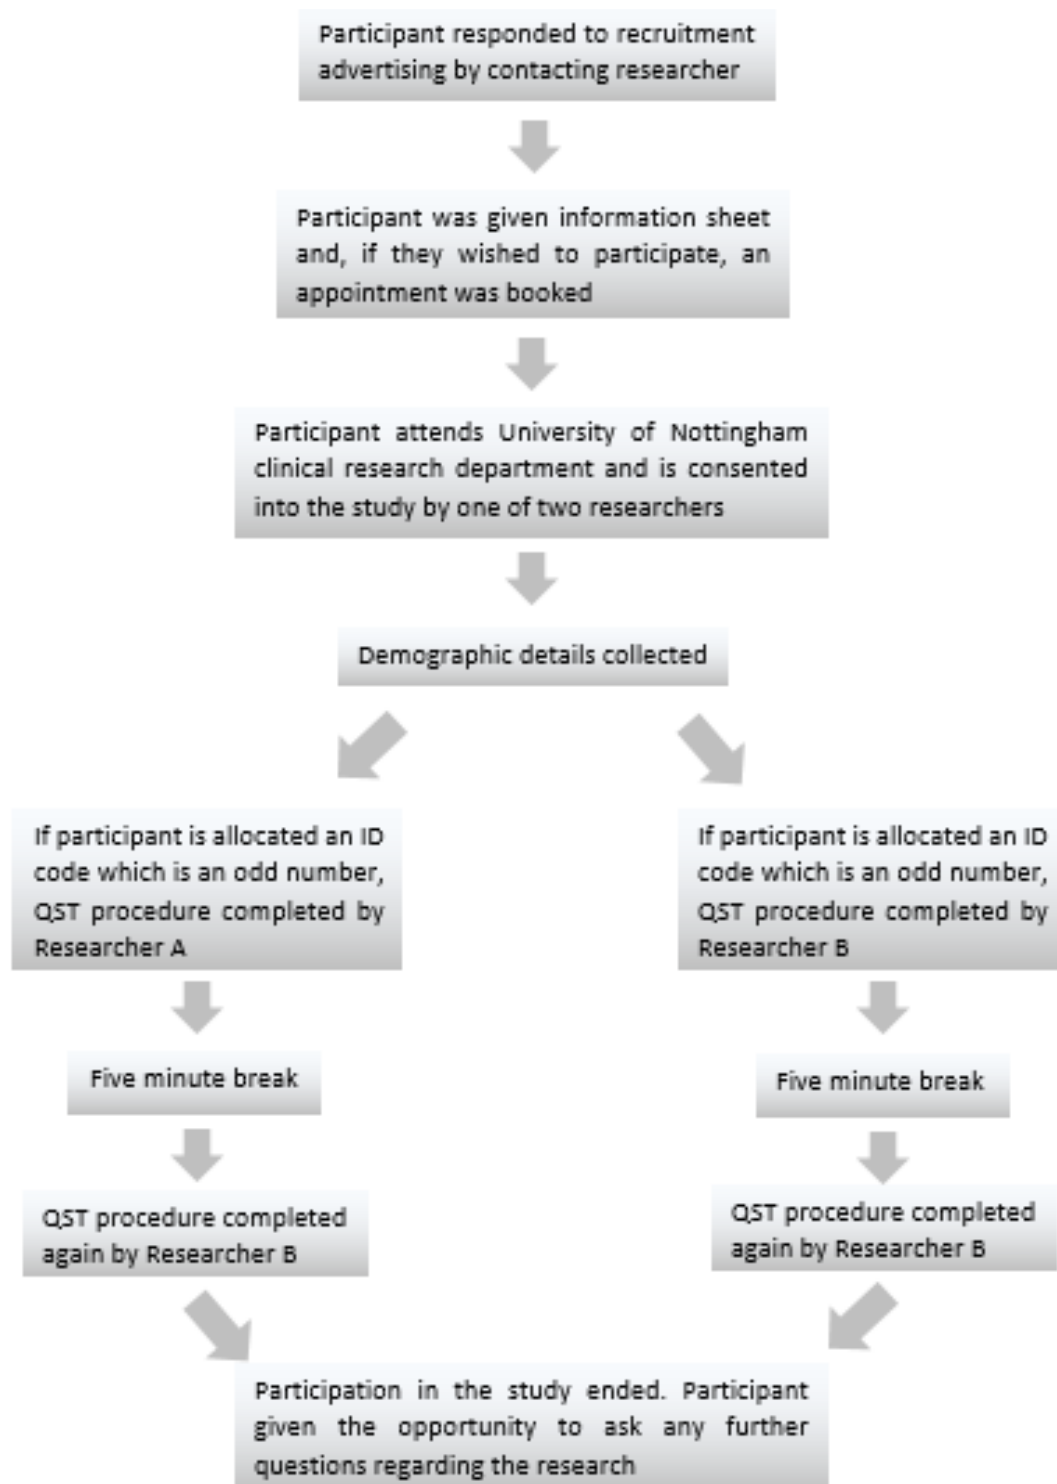 Participant responded to recruitment
advertising by contacting researcher
Participant was given information sheet
and, if they wished to participate, an
appointment was booked
Participant attends University of Nottingham
clinical research department and is consented
into the study by one of two researchers
Demographic details collected
If participant is allocated an ID
code which is an odd number,
QST procedure completed by
Researcher A
Five minute break
QST procedure completed
again by Researcher B
If participant is allocated an ID
code which is an odd number,
QST procedure completed by
Researcher B
Five minute break
QST procedure completed
again by Researcher B
Participation in the study ended. Participant
given the opportunity to ask any further
questions regarding the research